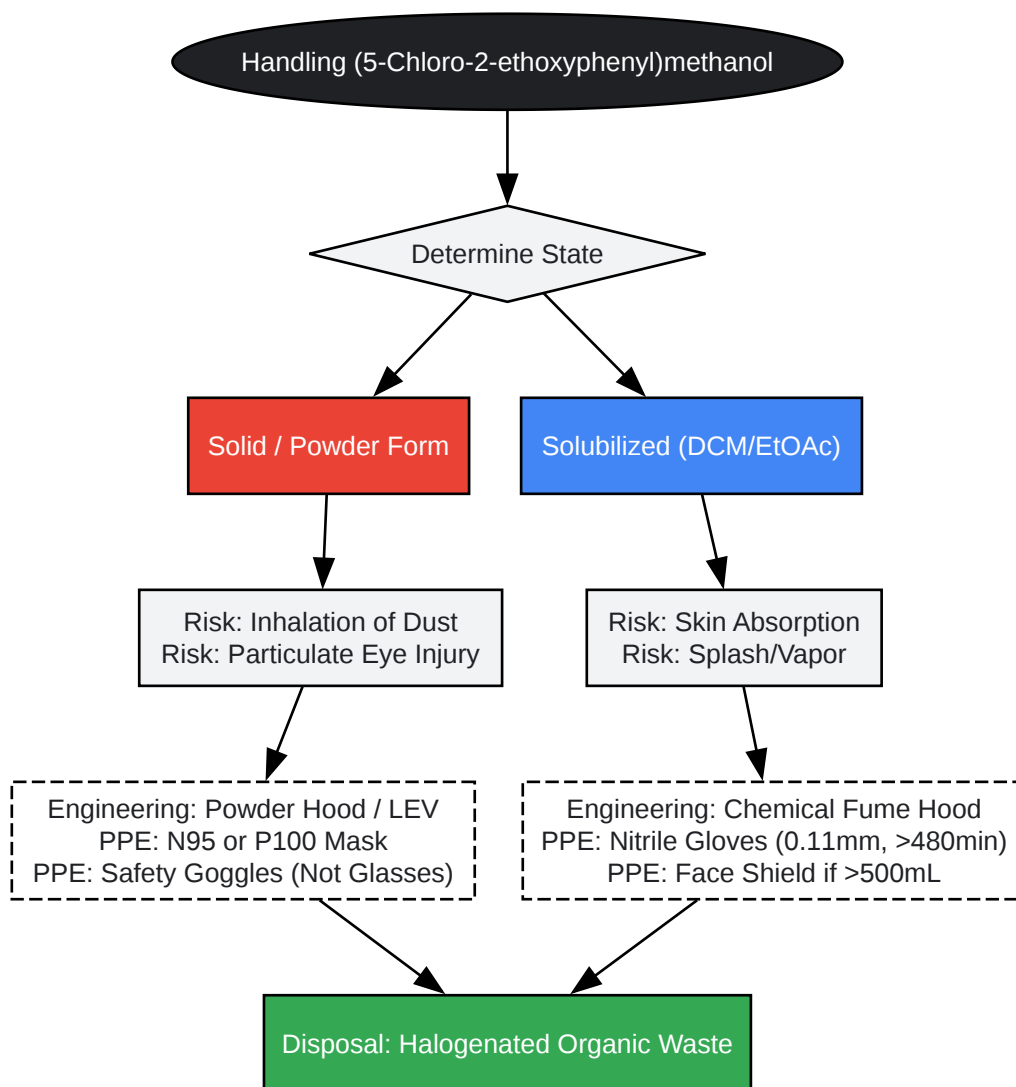 Handling (5-Chloro-2-ethoxyphenyl)methanol
Determine State
Solid / Powder Form
Solubilized (DCM/EtOAc)
Risk: Inhalation of Dust
Risk: Particulate Eye Injury
Risk: Skin Absorption
Risk: Splash/Vapor
Engineering: Powder Hood / LEV
PPE: N95 or P100 Mask
PPE: Safety Goggles (Not Glasses)
Engineering: Chemical Fume Hood
PPE: Nitrile Gloves (0.11mm, >480min)
PPE: Face Shield if >500mL
Disposal: Halogenated Organic Waste